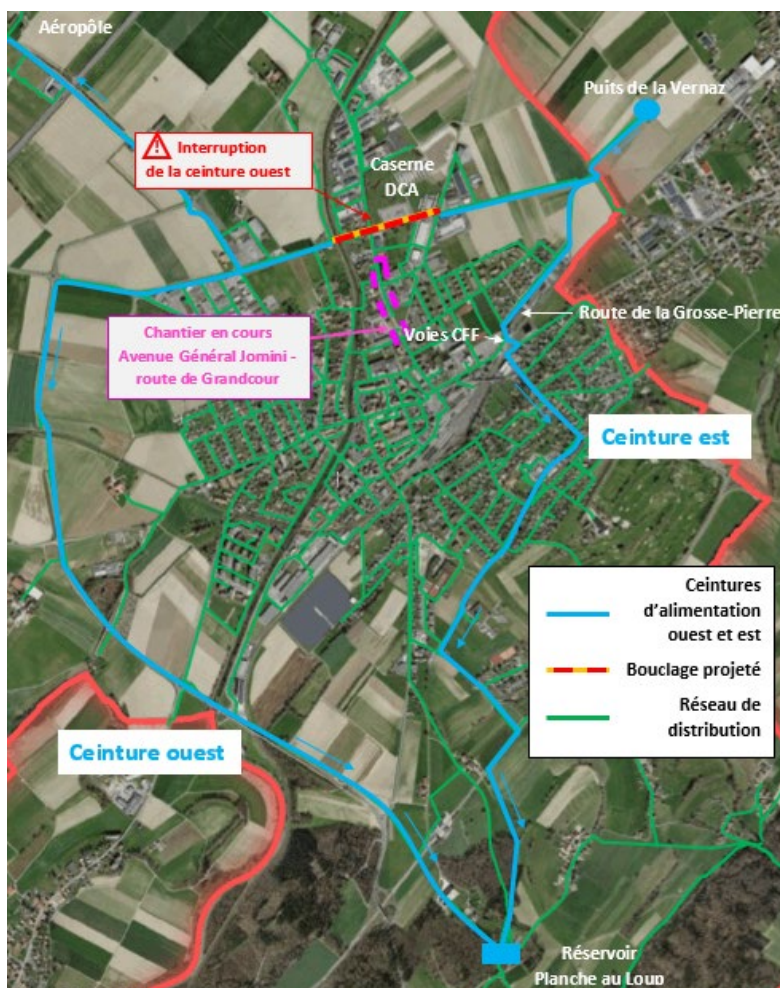 Aéropôle
Puits de la Vernaz
Interruption
de la ceinture ouest
Caserne
DCA
Route de la Grosse-Pierre
Voies CFF
Chantier en cours
Avenue Général Jomini -
route de Grandcour
Ceinture est
Ceintures
d'alimentation
ouest et est
Bouclage projeté
Réseau de
distribution
Ceinture ouest
Réservoir
Planche au Loup